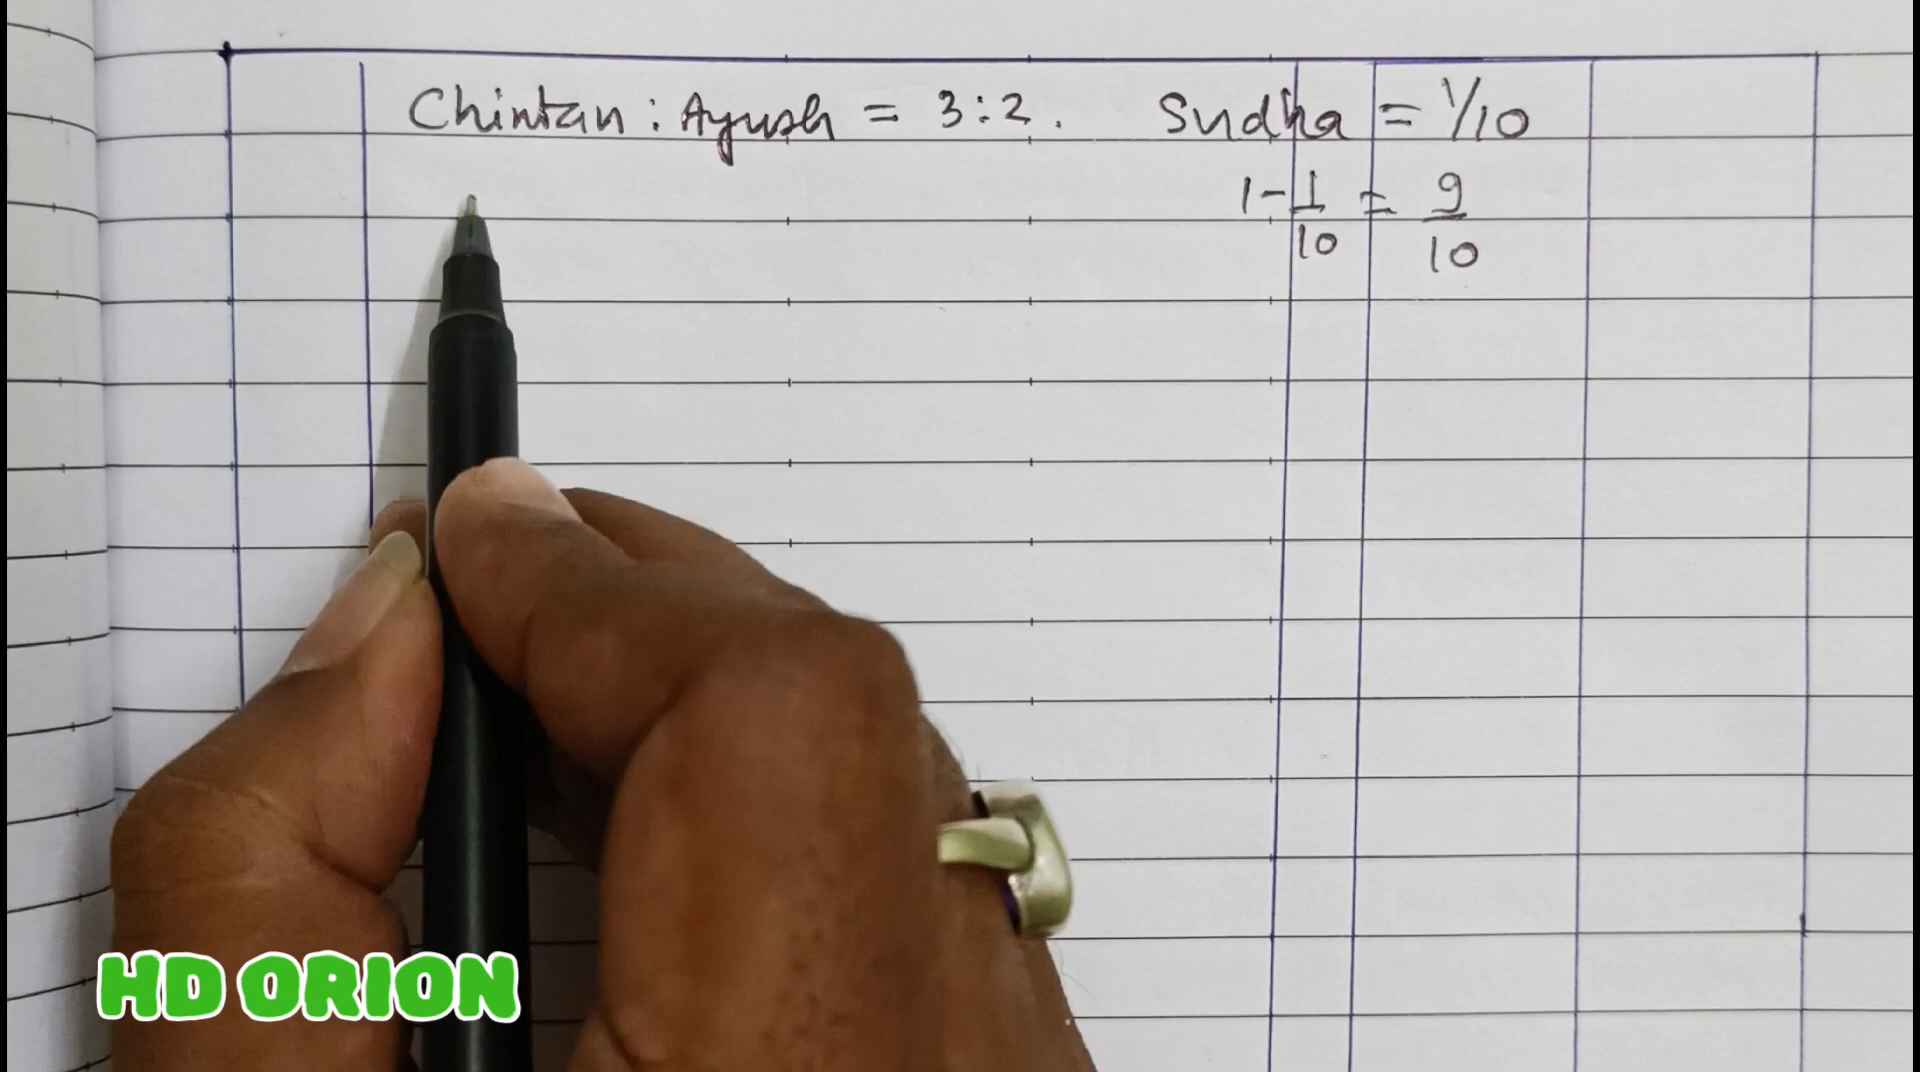 Chintan : Ayush = 3:2. Sudha = 1/10
1 - 1/10 = 9/10
HD ORION